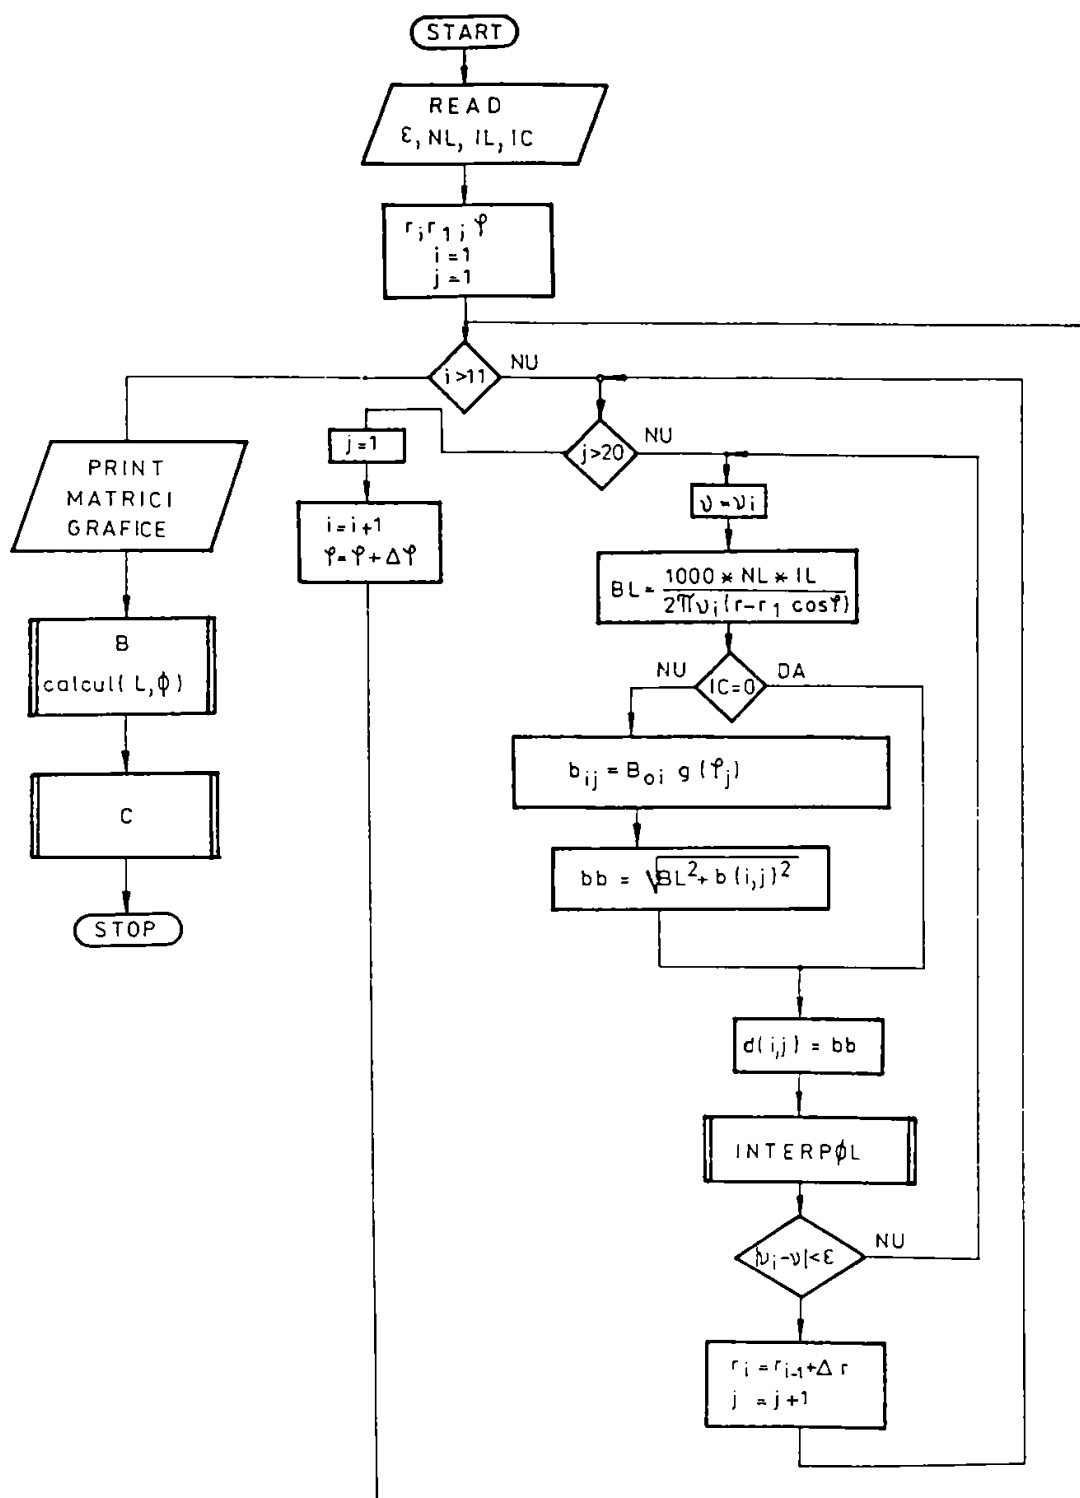 START
READ
ε, NL, IL, IC
r; r₁; φ
i=1
j=1
i>11
NU
j=1
j>20
NU
PRINT
MATRICI
GRAFICE
i=i+1
φ=φ+Δφ
ν=νi
BL= 1000 * NL * IL
2πνi(r-r₁ cosφ)
B
calcul(L,ϕ)
NU
IC=0
DA
bij = Boi g(φj)
C
bb = √BL²+b(i,j)²
STOP
d(i,j) = bb
INTERPØL
|νi-ν|<ε
NU
ri=ri-1+Δr
j =j+1